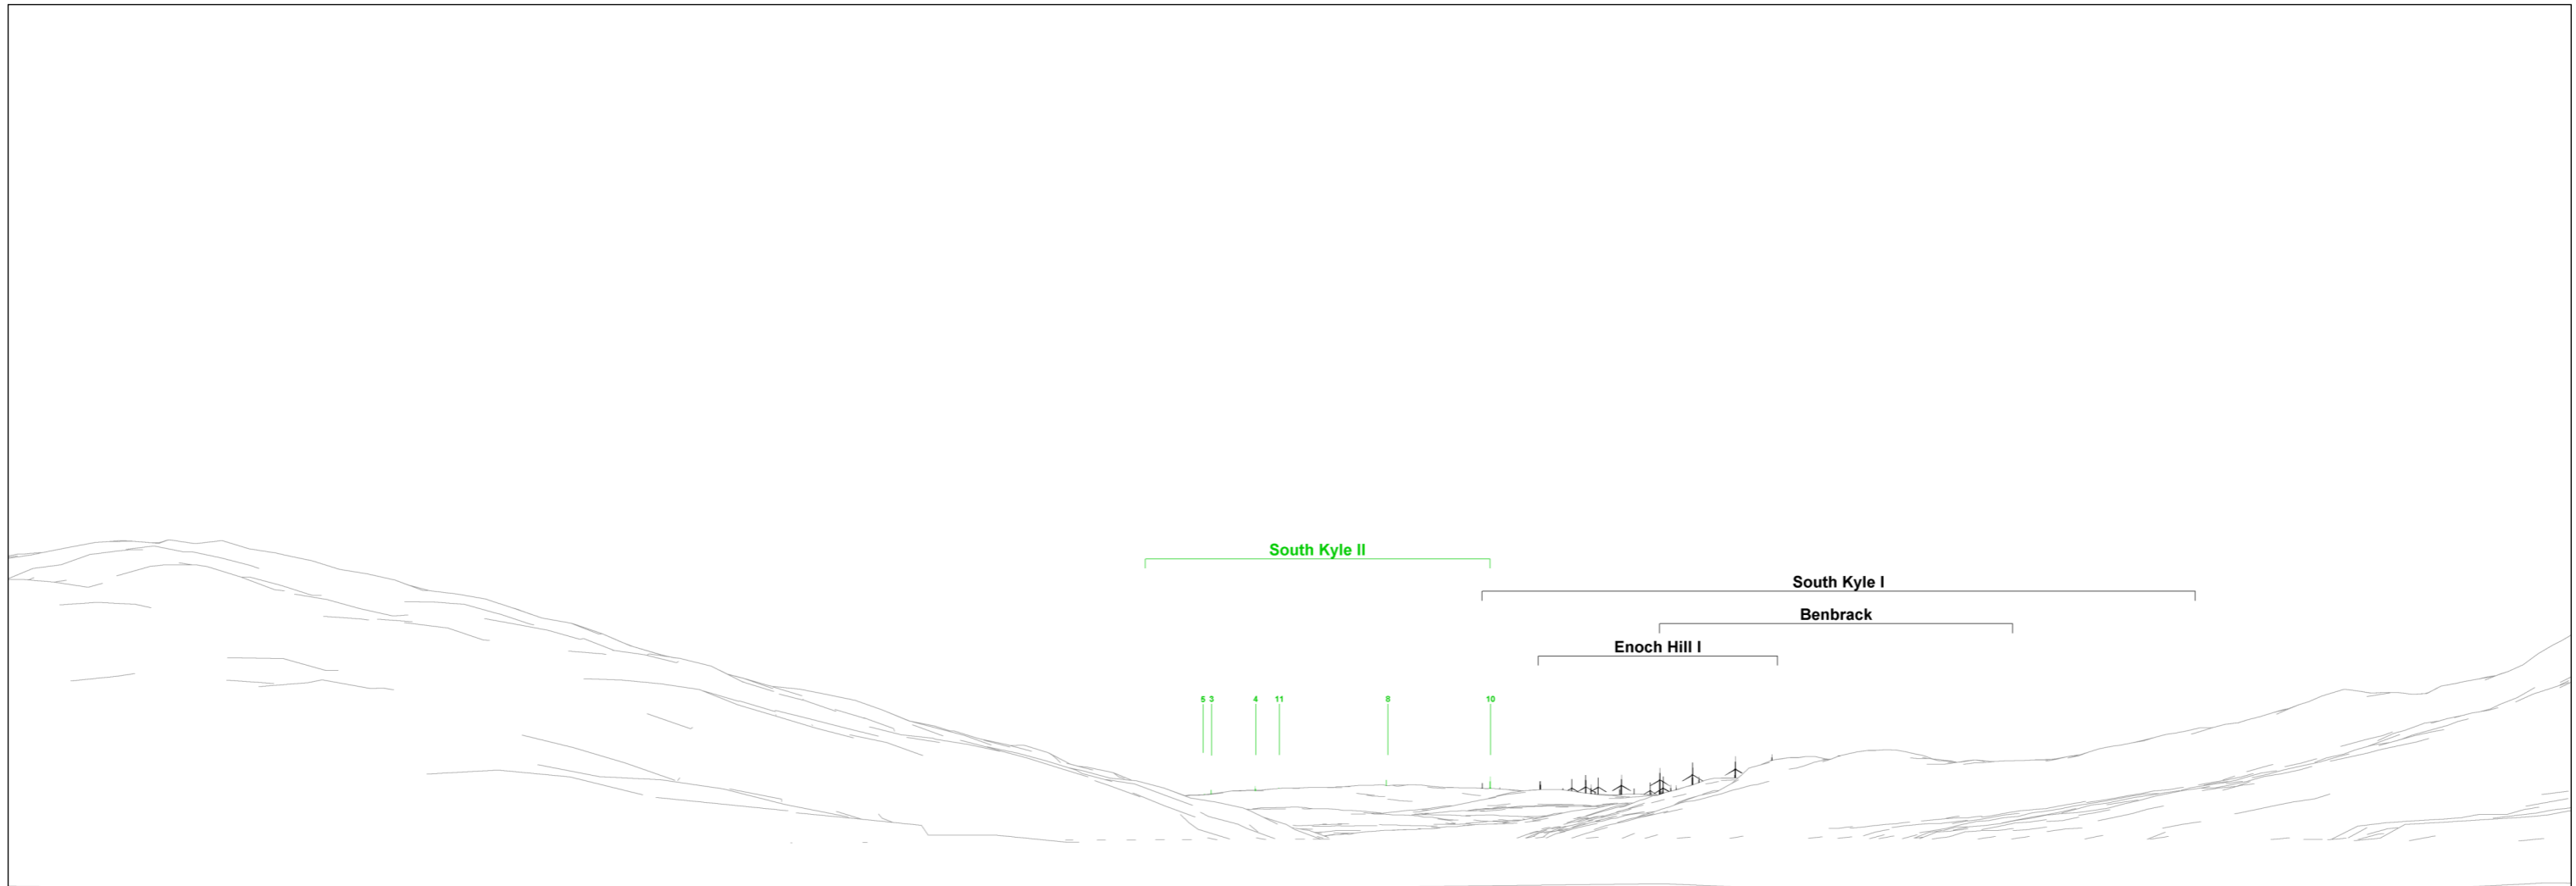 South Kyle II
South Kyle I
Benbrack
Enoch Hill I
5 3 4 11 8 10